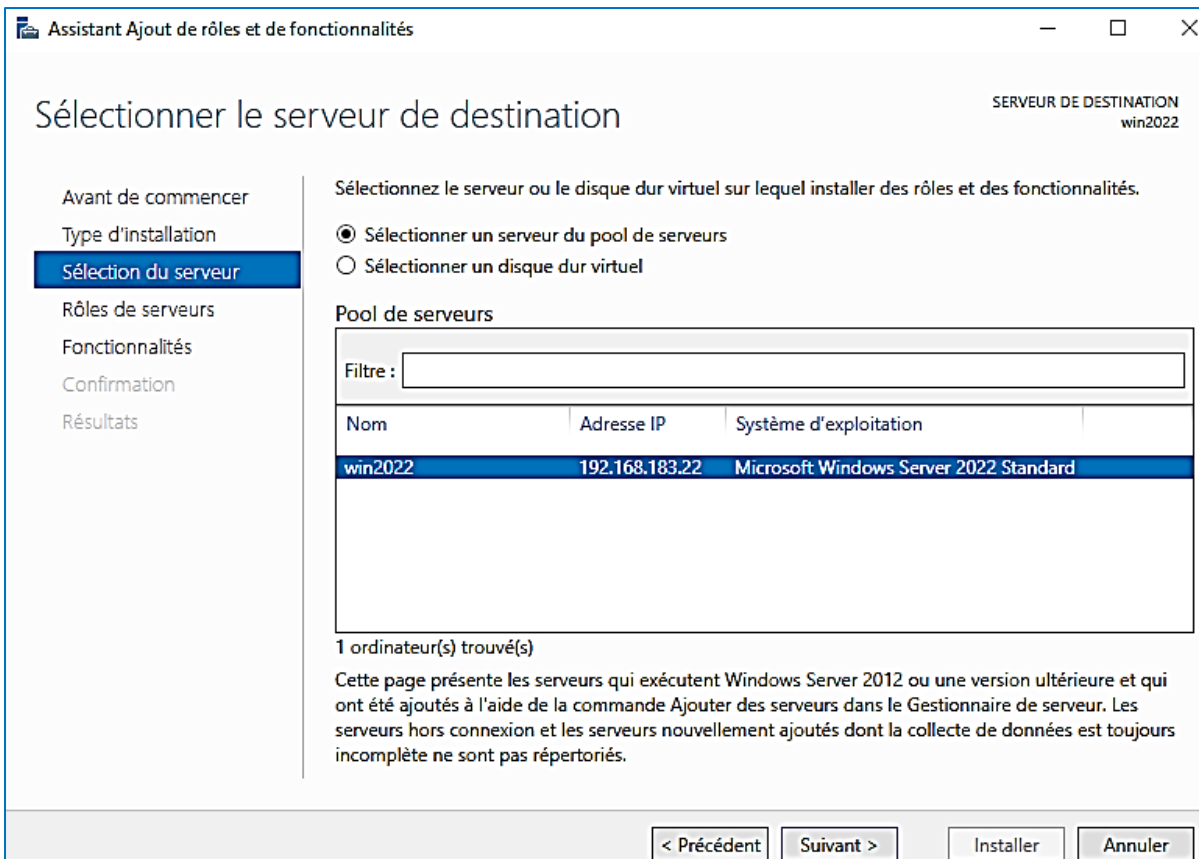 Assistant Ajout de rôles et de fonctionnalités
Sélectionner le serveur de destination
SERVEUR DE DESTINATION
win2022
Avant de commencer
Type d'installation
Sélection du serveur
Rôles de serveurs
Fonctionnalités
Confirmation
Résultats
Sélectionnez le serveur ou le disque dur virtuel sur lequel installer des rôles et des fonctionnalités.
Sélectionner un serveur du pool de serveurs
Sélectionner un disque dur virtuel
Pool de serveurs
Filtre :
Nom Adresse IP Système d'exploitation
win2022 192.168.183.22 Microsoft Windows Server 2022 Standard
1 ordinateur(s) trouvé(s)
Cette page présente les serveurs qui exécutent Windows Server 2012 ou une version ultérieure et qui
ont été ajoutés à l'aide de la commande Ajouter des serveurs dans le Gestionnaire de serveur. Les
serveurs hors connexion et les serveurs nouvellement ajoutés dont la collecte de données est toujours
incomplète ne sont pas répertoriés.
< Précédent Suivant > Installer Annuler